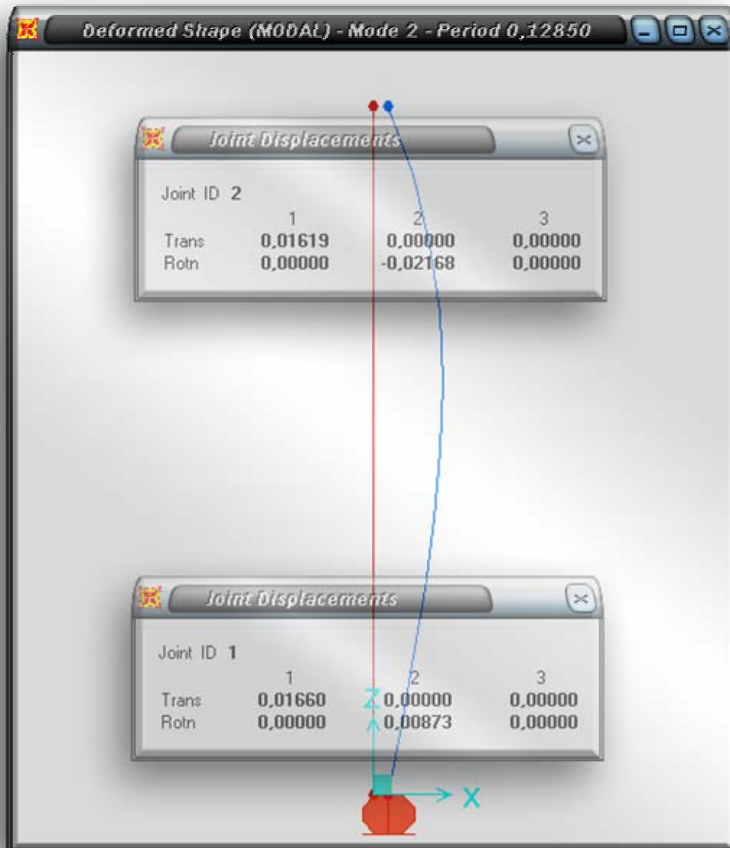 Deformed Shape (MODAL) - Mode 2 - Period 0,12850
Joint Displacements
Joint ID 2
1 2 3
Trans 0,01619 0,00000 0,00000
Rotn 0,00000 -0,02168 0,00000
Joint Displacements
Joint ID 1
1 2 3
Trans 0,01660 0,00000 0,00000
Rotn 0,00000 0,00873 0,00000
Z
X